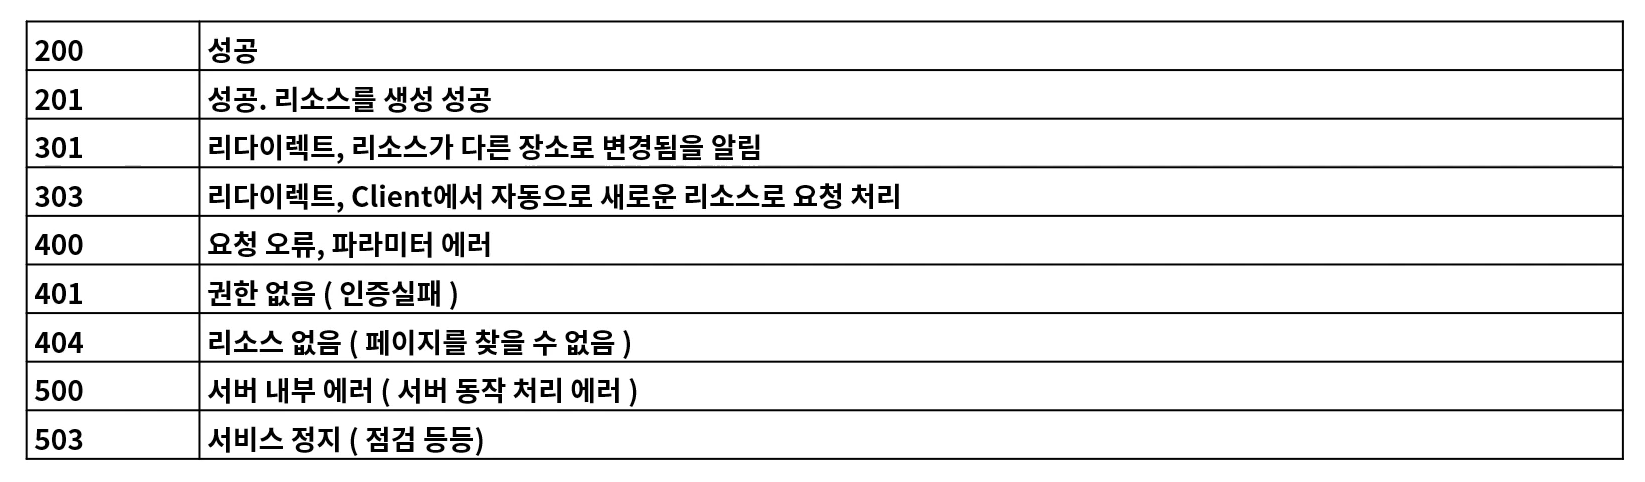 200 성공
201 성공. 리소스를 생성 성공
301 리다이렉트, 리소스가 다른 장소로 변경됨을 알림
303 리다이렉트, Client에서 자동으로 새로운 리소스로 요청 처리
400 요청 오류, 파라미터 에러
401 권한 없음 ( 인증실패 )
404 리소스 없음 ( 페이지를 찾을 수 없음 )
500 서버 내부 에러 ( 서버 동작 처리 에러 )
503 서비스 정지 ( 점검 등등)